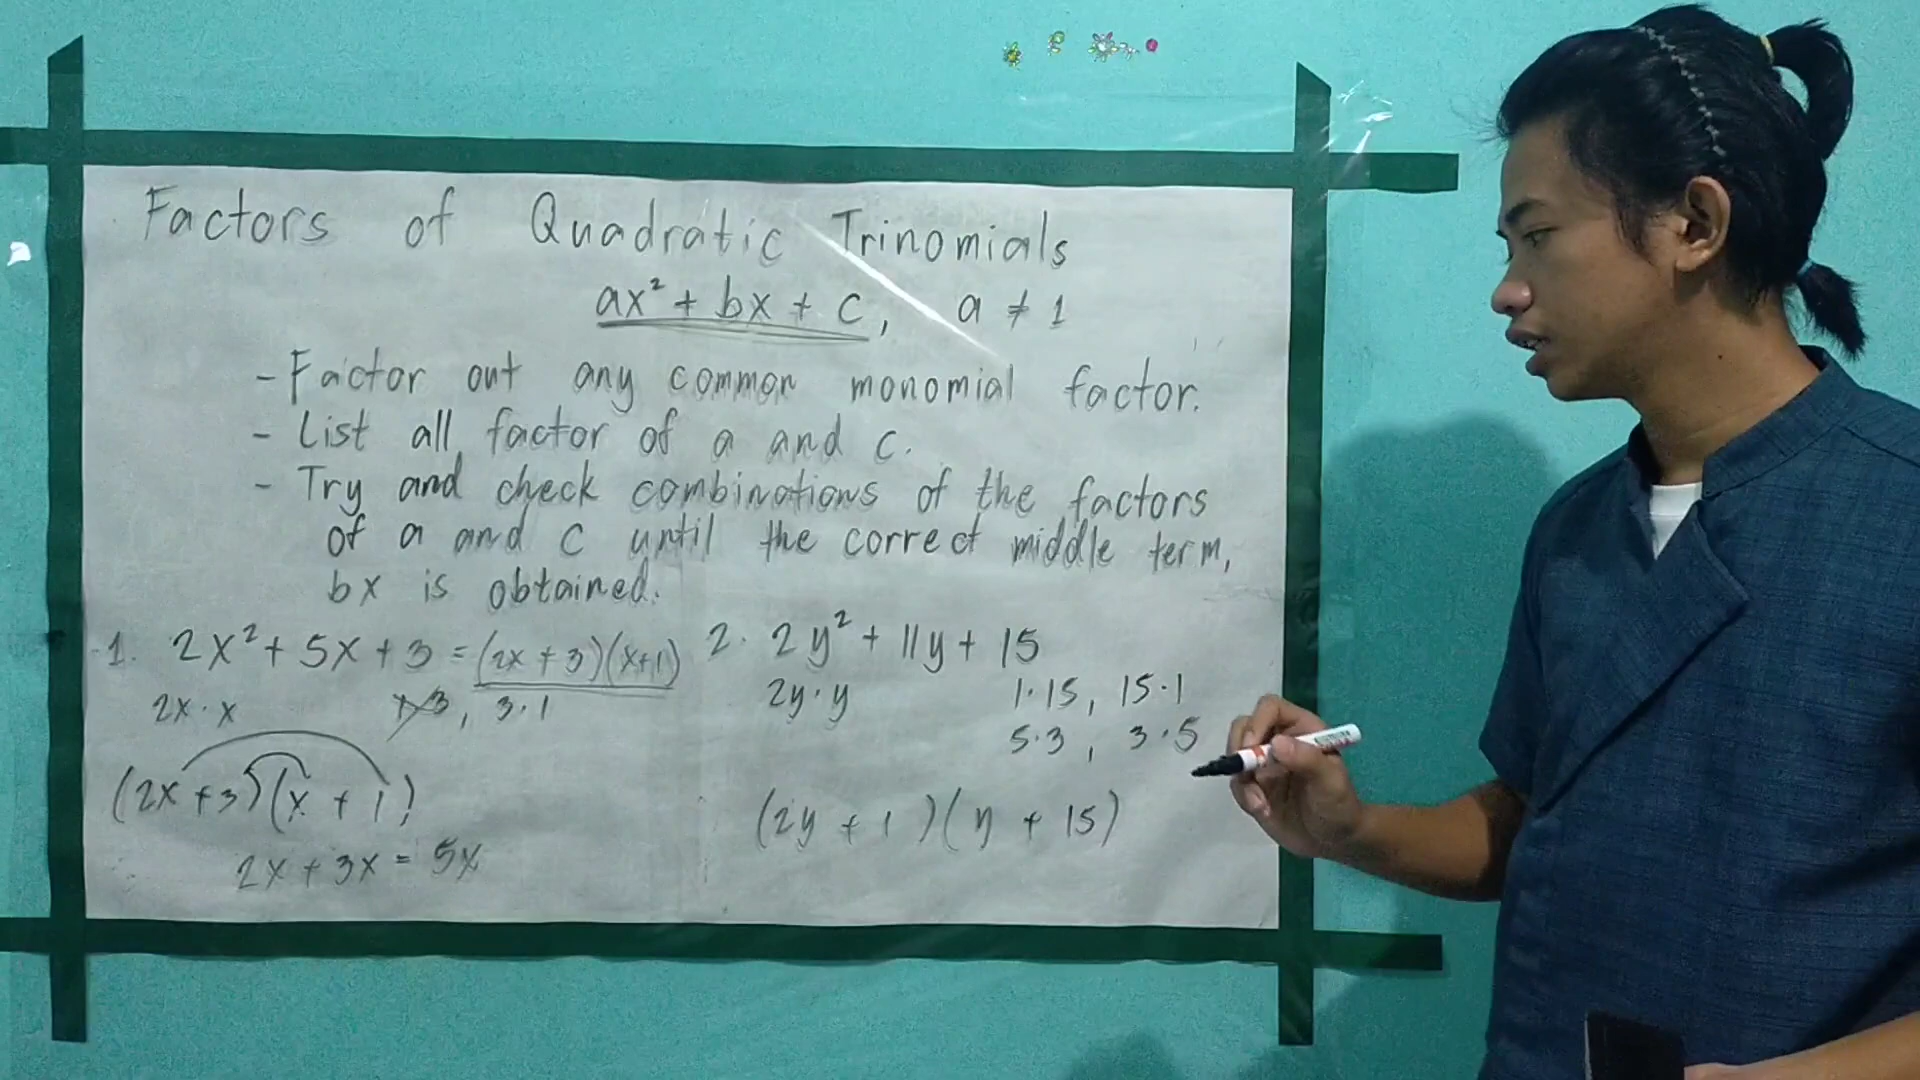 Factors of Quadratic Trinomials
ax² + bx + c, a ≠ 1
- Factor out any common monomial factor.
- List all factor of a and c.
- Try and check combinations of the factors
of a and c until the correct middle term,
bx is obtained.
1. 2x² + 5x + 3 = (2x + 3)(x+1)
2x · x 1·3, 3·1
(2x + 3)(x + 1)
2x + 3x = 5x
2. 2y² + 11y + 15
2y · y 1·15, 15·1
5·3, 3·5
(2y + 1)(y + 15)